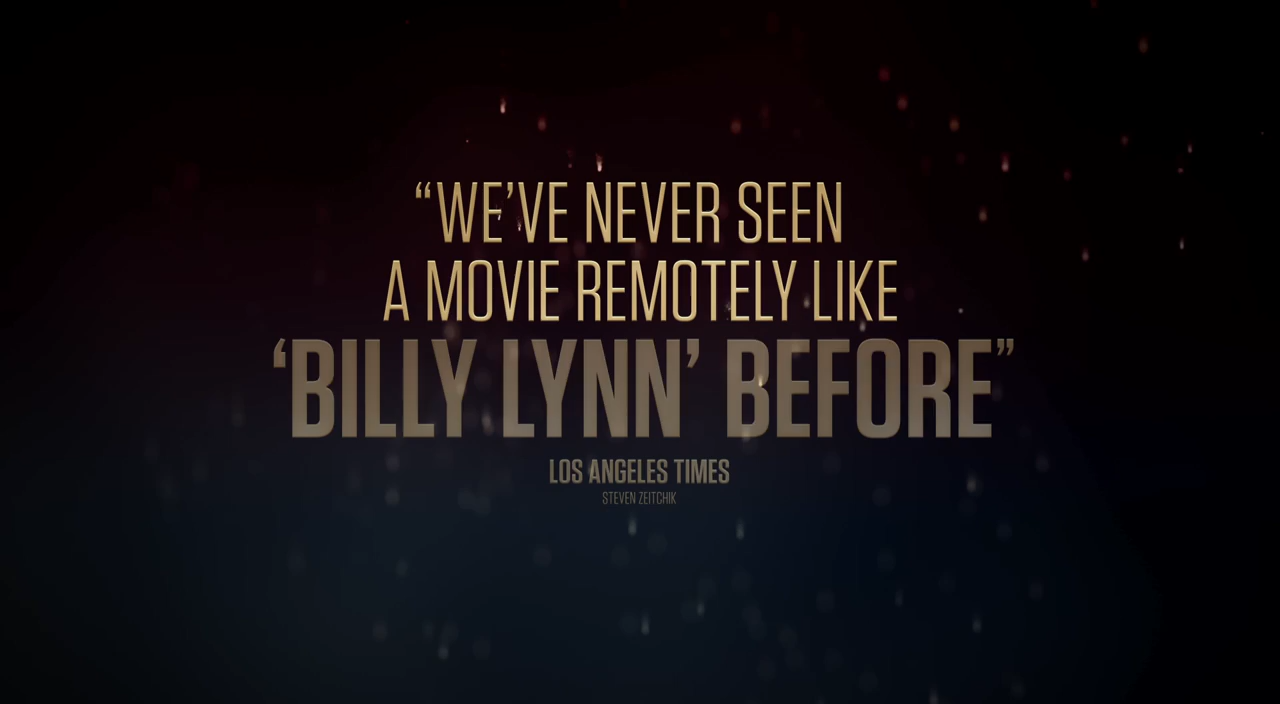 “WE’VE NEVER SEEN
A MOVIE REMOTELY LIKE
‘BILLY LYNN’ BEFORE”
LOS ANGELES TIMES
STEVEN ZEITCHIK